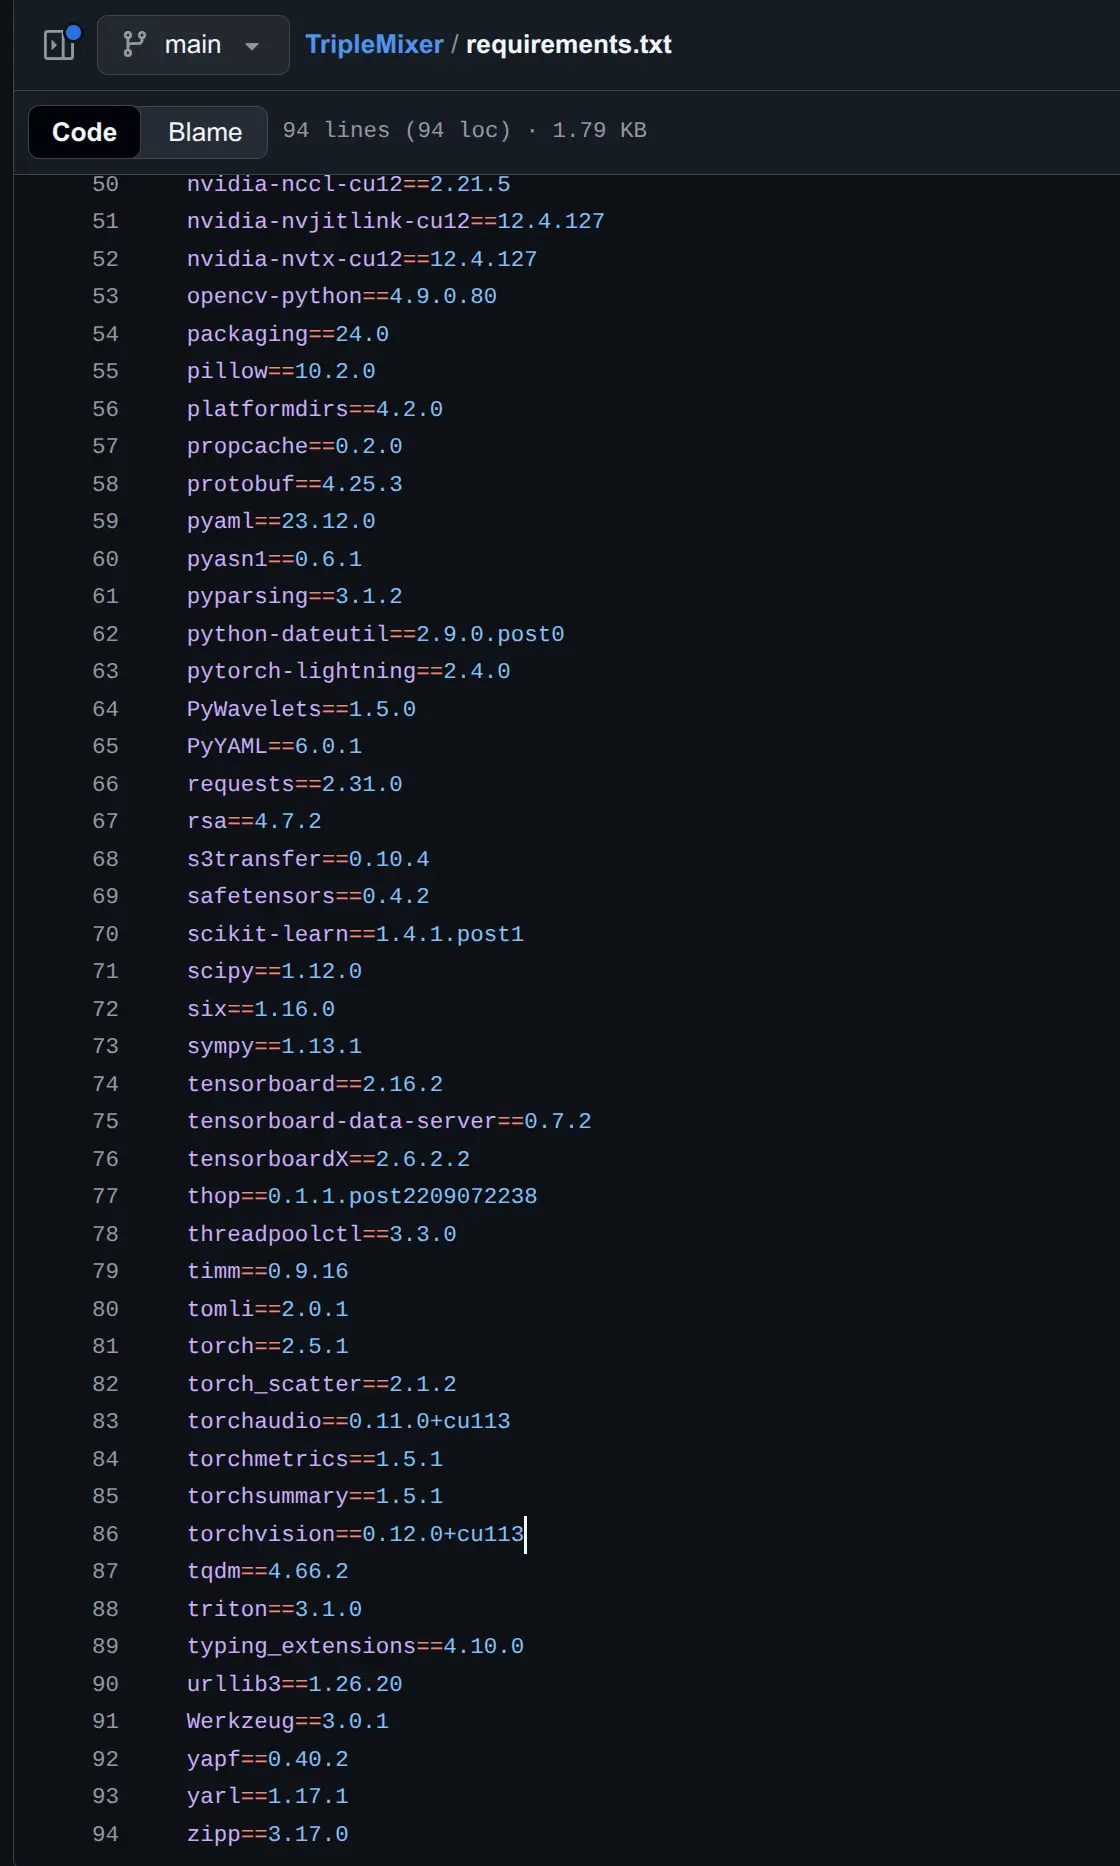 main
TripleMixer / requirements.txt
Code Blame 94 lines (94 loc) · 1.79 KB
50 nvidia-nccl-cu12==2.21.5
51 nvidia-nvjitlink-cu12==12.4.127
52 nvidia-nvtx-cu12==12.4.127
53 opencv-python==4.9.0.80
54 packaging==24.0
55 pillow==10.2.0
56 platformdirs==4.2.0
57 propcache==0.2.0
58 protobuf==4.25.3
59 pyaml==23.12.0
60 pyasn1==0.6.1
61 pyparsing==3.1.2
62 python-dateutil==2.9.0.post0
63 pytorch-lightning==2.4.0
64 PyWavelets==1.5.0
65 PyYAML==6.0.1
66 requests==2.31.0
67 rsa==4.7.2
68 s3transfer==0.10.4
69 safetensors==0.4.2
70 scikit-learn==1.4.1.post1
71 scipy==1.12.0
72 six==1.16.0
73 sympy==1.13.1
74 tensorboard==2.16.2
75 tensorboard-data-server==0.7.2
76 tensorboardX==2.6.2.2
77 thop==0.1.1.post2209072238
78 threadpoolctl==3.3.0
79 timm==0.9.16
80 tomli==2.0.1
81 torch==2.5.1
82 torch_scatter==2.1.2
83 torchaudio==0.11.0+cu113
84 torchmetrics==1.5.1
85 torchsummary==1.5.1
86 torchvision==0.12.0+cu113
87 tqdm==4.66.2
88 triton==3.1.0
89 typing_extensions==4.10.0
90 urllib3==1.26.20
91 Werkzeug==3.0.1
92 yapf==0.40.2
93 yarl==1.17.1
94 zipp==3.17.0